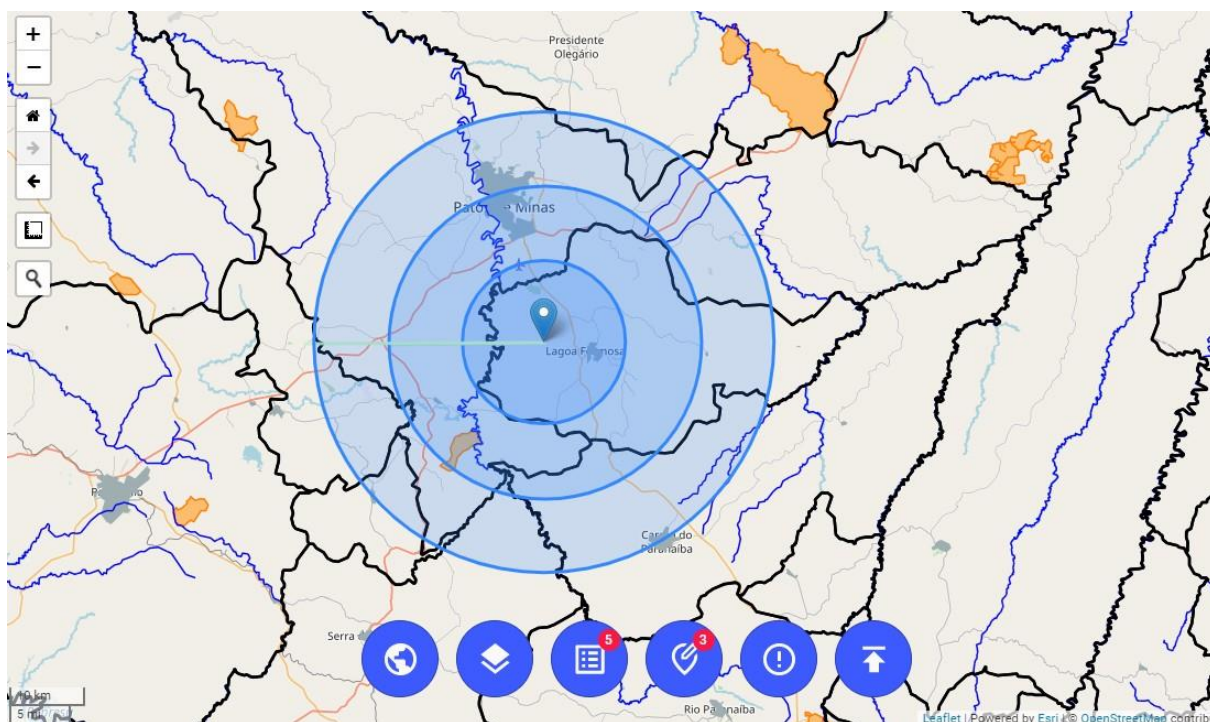 +
−
Presidente
Olegário
Patos de Minas
Lagoa Formosa
Carmo do
Paranaíba
Serra
5
3
10 km
5 mi
Rio Paranaíba
Leaflet | Powered by Esri | © OpenStreetMap contrib